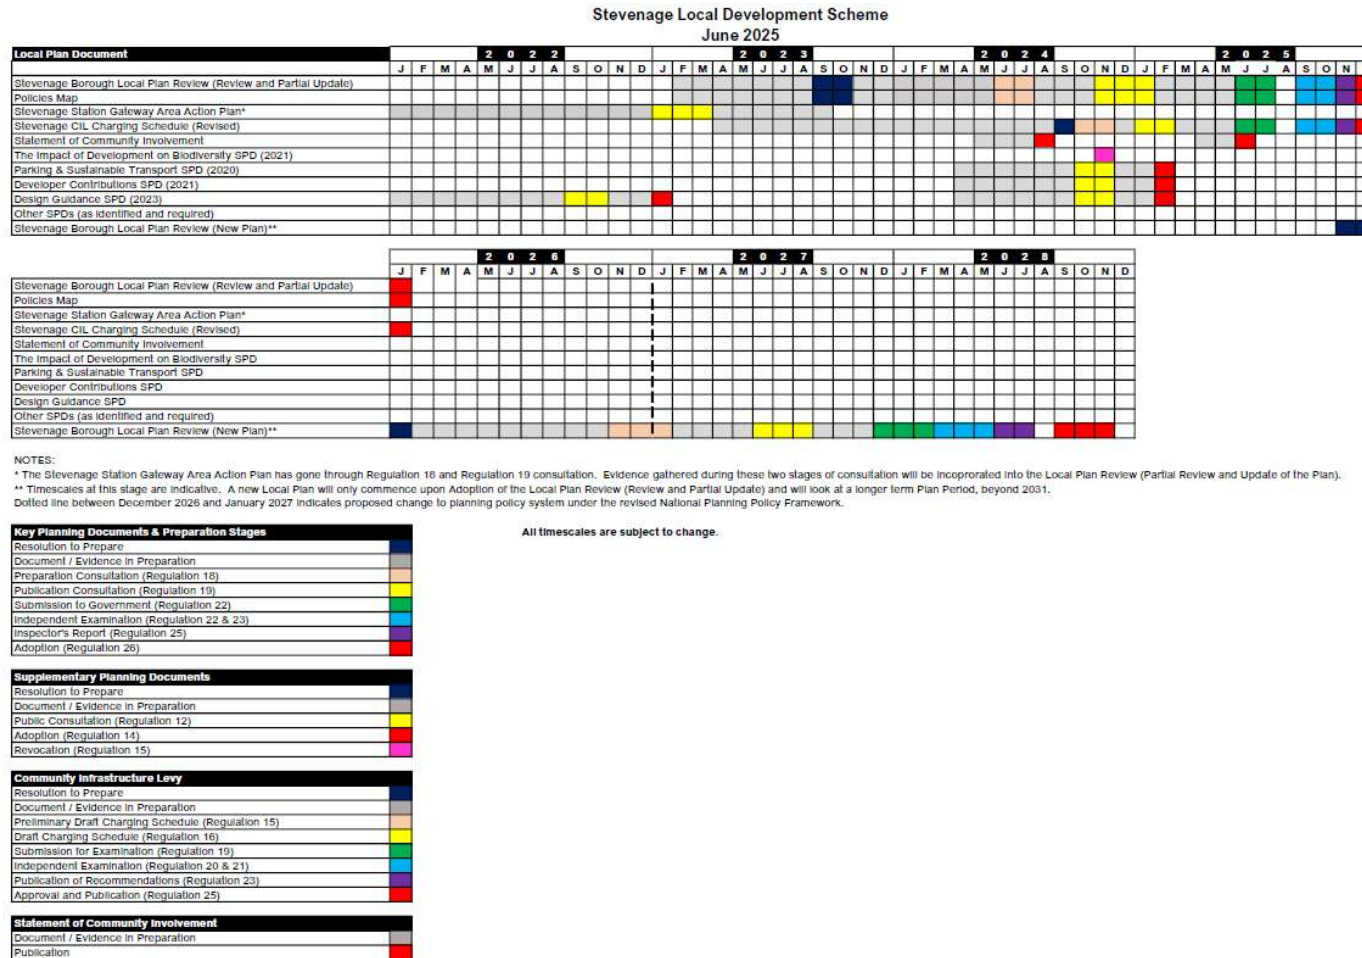 Stevenage Local Development Scheme
June 2025
Local Plan Document 2 0 2 2 2 0 2 3 2 0 2 4 2 0 2 5
J F M A M J J A S O N D J F M A M J J A S O N D J F M A M J J A S O N D J F M A M J J A S O N
Stevenage Borough Local Plan Review (Review and Partial Update)
Policies Map
Stevenage Station Gateway Area Action Plan*
Stevenage CIL Charging Schedule (Revised)
Statement of Community Involvement
The Impact of Development on Biodiversity SPD (2021)
Parking & Sustainable Transport SPD (2020)
Developer Contributions SPD (2021)
Design Guidance SPD (2023)
Other SPDs (as identified and required)
Stevenage Borough Local Plan Review (New Plan)**
2 0 2 6 2 0 2 7 2 0 2 8
J F M A M J J A S O N D J F M A M J J A S O N D J F M A M J J A S O N D
Stevenage Borough Local Plan Review (Review and Partial Update)
Policies Map
Stevenage Station Gateway Area Action Plan*
Stevenage CIL Charging Schedule (Revised)
Statement of Community Involvement
The Impact of Development on Biodiversity SPD
Parking & Sustainable Transport SPD
Developer Contributions SPD
Design Guidance SPD
Other SPDs (as identified and required)
Stevenage Borough Local Plan Review (New Plan)**
NOTES:
* The Stevenage Station Gateway Area Action Plan has gone through Regulation 18 and Regulation 19 consultation. Evidence gathered during these two stages of consultation will be incoprorated into the Local Plan Review (Partial Review and Update of the Plan).
** Timescales at this stage are indicative. A new Local Plan will only commence upon Adoption of the Local Plan Review (Review and Partial Update) and will look at a longer term Plan Period, beyond 2031.
Dotted line between December 2026 and January 2027 indicates proposed change to planning policy system under the revised National Planning Policy Framework.
Key Planning Documents & Preparation Stages
All timescales are subject to change.
Resolution to Prepare
Document / Evidence in Preparation
Preparation Consultation (Regulation 18)
Publication Consultation (Regulation 19)
Submission to Government (Regulation 22)
Independent Examination (Regulation 22 & 23)
Inspector's Report (Regulation 25)
Adoption (Regulation 26)
Supplementary Planning Documents
Resolution to Prepare
Document / Evidence in Preparation
Public Consultation (Regulation 12)
Adoption (Regulation 14)
Revocation (Regulation 15)
Community Infrastructure Levy
Resolution to Prepare
Document / Evidence in Preparation
Preliminary Draft Charging Schedule (Regulation 15)
Draft Charging Schedule (Regulation 16)
Submission for Examination (Regulation 19)
Independent Examination (Regulation 20 & 21)
Publication of Recommendations (Regulation 23)
Approval and Publication (Regulation 25)
Statement of Community Involvement
Document / Evidence in Preparation
Publication